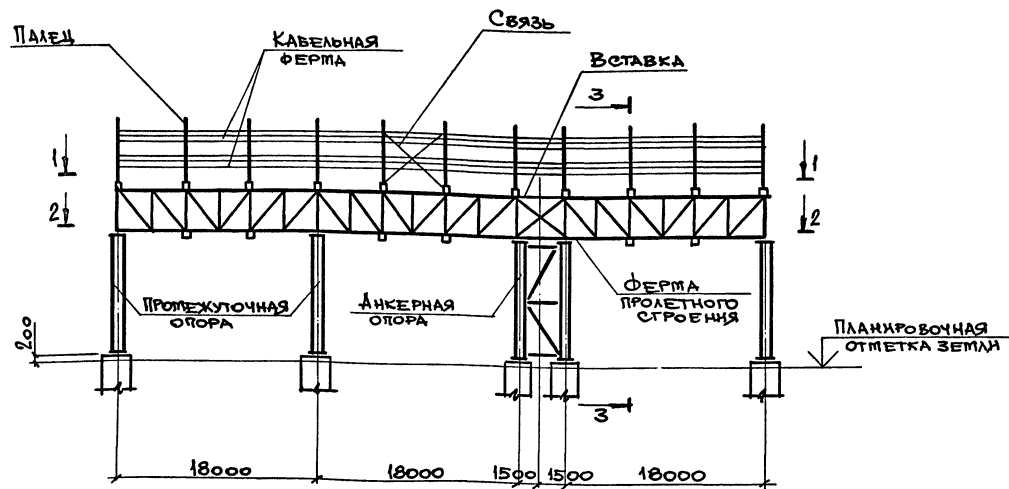 Связь
Палец
Кабельная
ферма
Вставка
3
1
1
2
2
Промежуточная
опора
Анкерная
опора
Ферма
пролетного
строения
Планировочная
отметка земли
200
3
18000 18000 1500 1500 18000